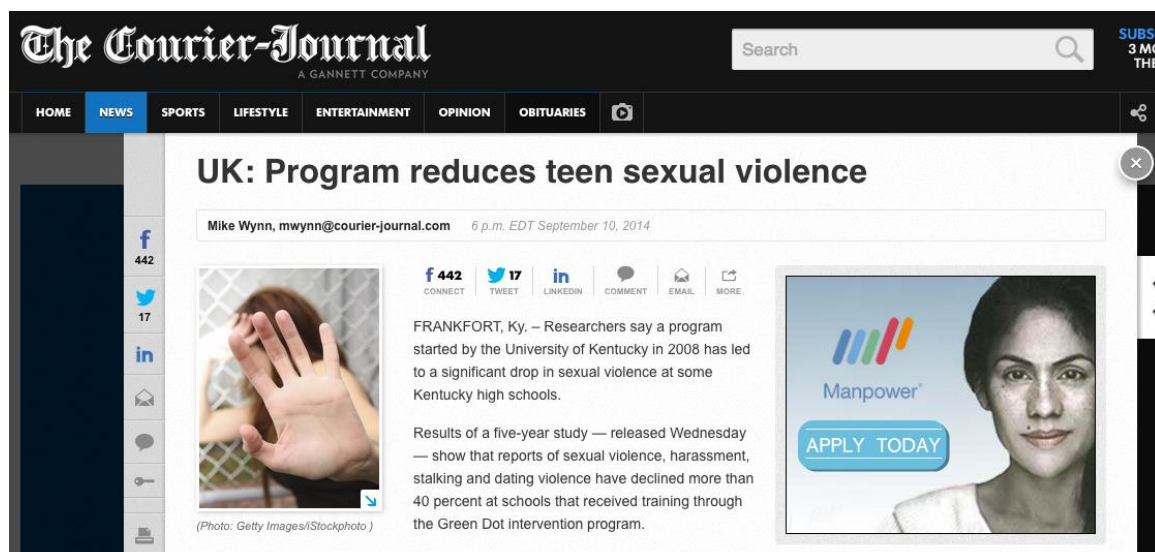 The Courier-Journal
A GANNETT COMPANY
Search
SUBS
3 MO
THE
HOME NEWS SPORTS LIFESTYLE ENTERTAINMENT OPINION OBITUARIES
UK: Program reduces teen sexual violence
Mike Wynn, mwynn@courier-journal.com 6 p.m. EDT September 10, 2014
442
17
in
442 CONNECT
17 TWEET
in LINKEDIN
COMMENT
EMAIL
MORE
FRANKFORT, Ky. – Researchers say a program
started by the University of Kentucky in 2008 has led
to a significant drop in sexual violence at some
Kentucky high schools.
Results of a five-year study — released Wednesday
— show that reports of sexual violence, harassment,
stalking and dating violence have declined more than
40 percent at schools that received training through
the Green Dot intervention program.
(Photo: Getty Images/iStockphoto )
Manpower
APPLY TODAY